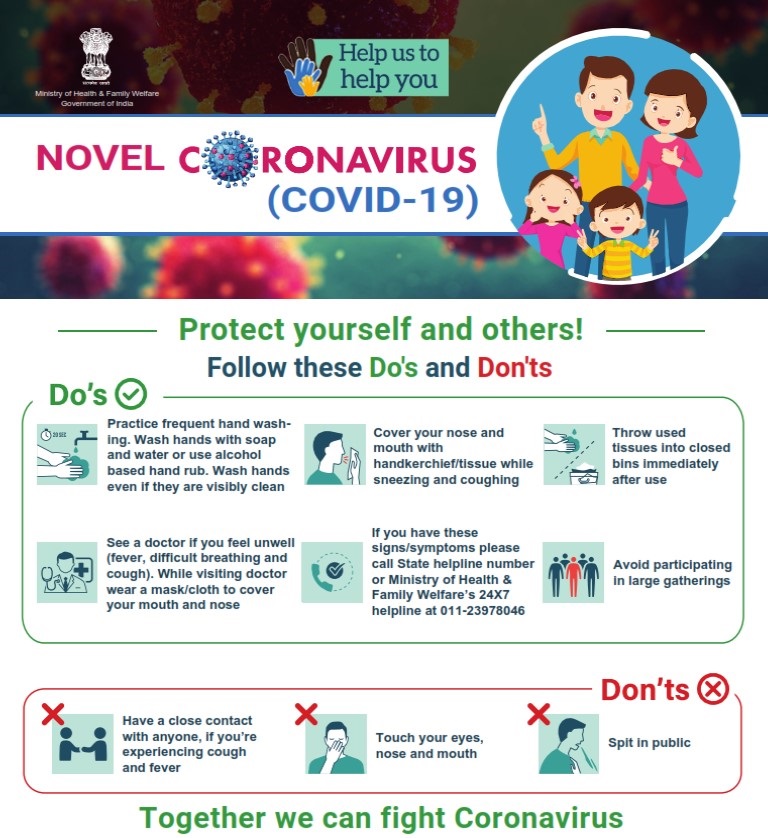 Ministry of Health & Family Welfare
Government of India
Help us to
help you
NOVEL CORONAVIRUS
(COVID-19)
Protect yourself and others!
Follow these Do's and Don'ts
Do's
20 SEC
Practice frequent hand wash-
ing. Wash hands with soap
and water or use alcohol
based hand rub. Wash hands
even if they are visibly clean
Cover your nose and
mouth with
handkerchief/tissue while
sneezing and coughing
Throw used
tissues into closed
bins immediately
after use
See a doctor if you feel unwell
(fever, difficult breathing and
cough). While visiting doctor
wear a mask/cloth to cover
your mouth and nose
If you have these
signs/symptoms please
call State helpline number
or Ministry of Health &
Family Welfare's 24X7
helpline at 011-23978046
Avoid participating
in large gatherings
Don'ts
Have a close contact
with anyone, if you're
experiencing cough
and fever
Touch your eyes,
nose and mouth
Spit in public
Together we can fight Coronavirus